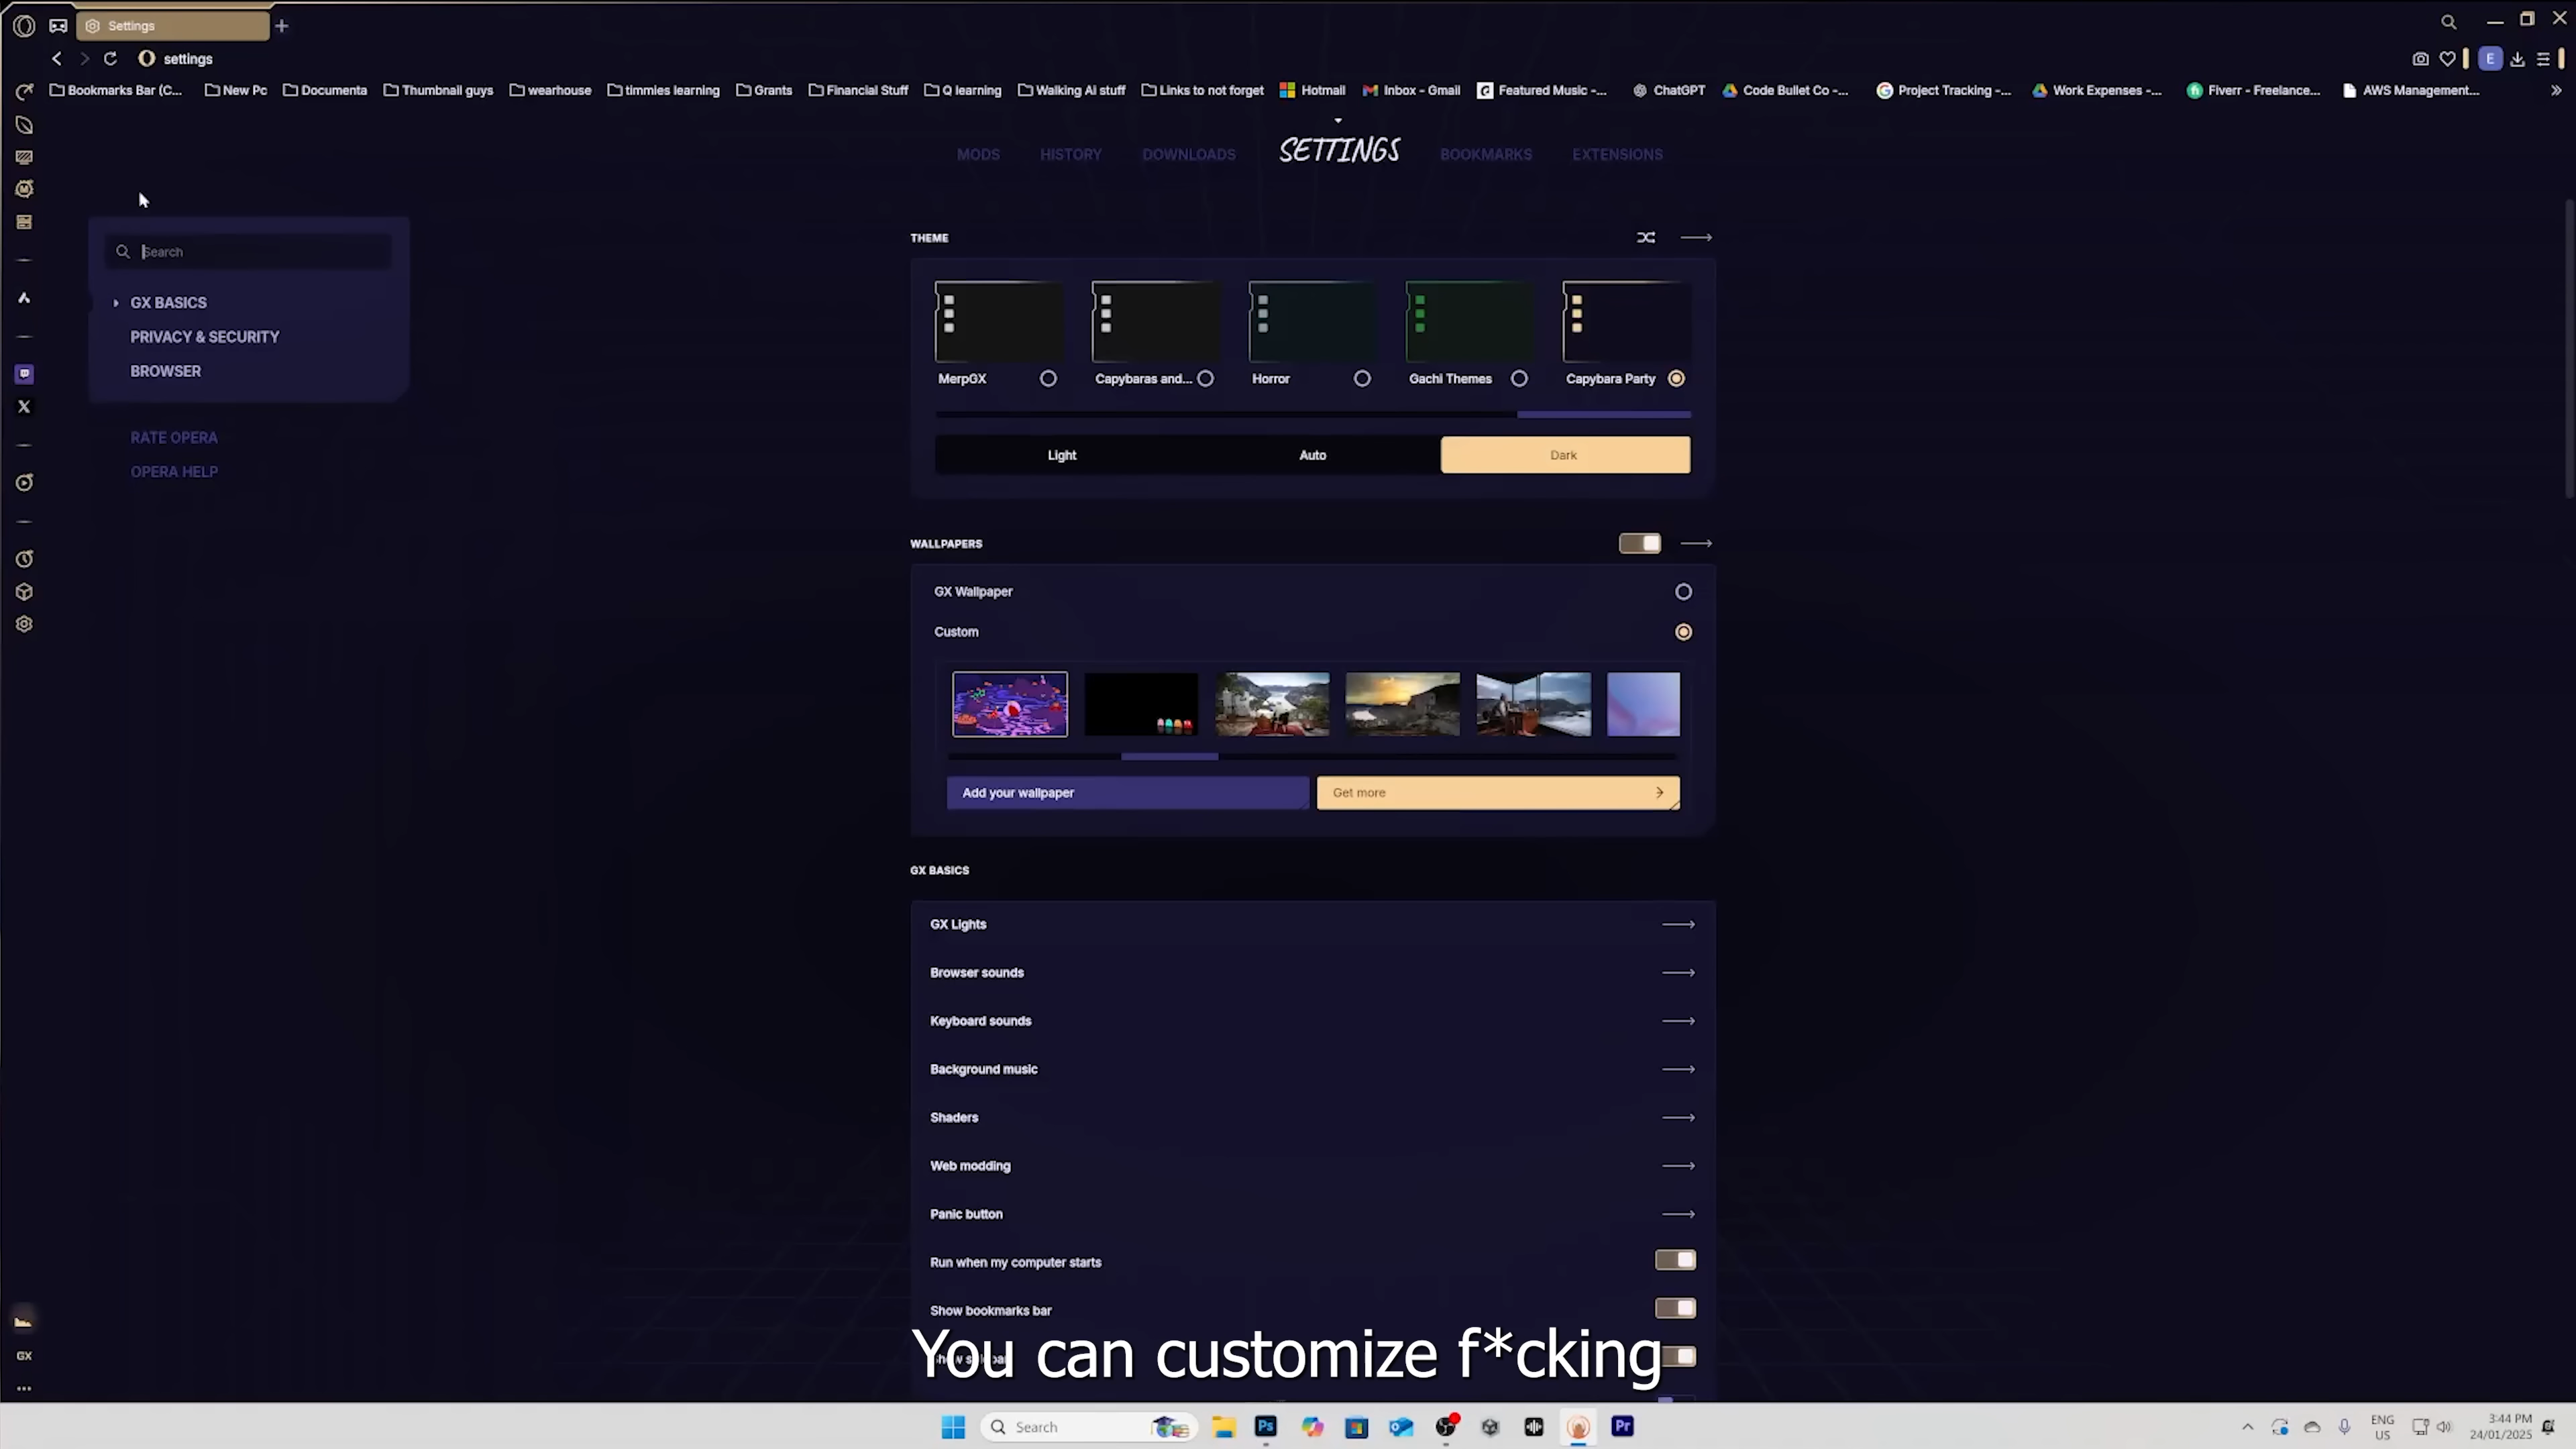 Settings
settings
Bookmarks Bar (C... New Pc Documenta Thumbnail guys wearhouse timmies learning Grants Financial Stuff Q learning Walking Ai stuff Links to not forget Hotmail Inbox - Gmail Featured Music -... ChatGPT Code Bullet Co -... Project Tracking -... Work Expenses -... Fiverr - Freelance... AWS Management...
MODS HISTORY DOWNLOADS SETTINGS BOOKMARKS EXTENSIONS
Search
GX BASICS
PRIVACY & SECURITY
BROWSER
RATE OPERA
OPERA HELP
THEME
MerpGX Capybaras and... Horror Gachi Themes Capybara Party
Light Auto Dark
WALLPAPERS
GX Wallpaper
Custom
Add your wallpaper Get more
GX BASICS
GX Lights
Browser sounds
Keyboard sounds
Background music
Shaders
Web modding
Panic button
Run when my computer starts
Show bookmarks bar
You can customize f*cking
GX
Search
Ps
Pr
ENG
US
3:44 PM
24/01/2025
E